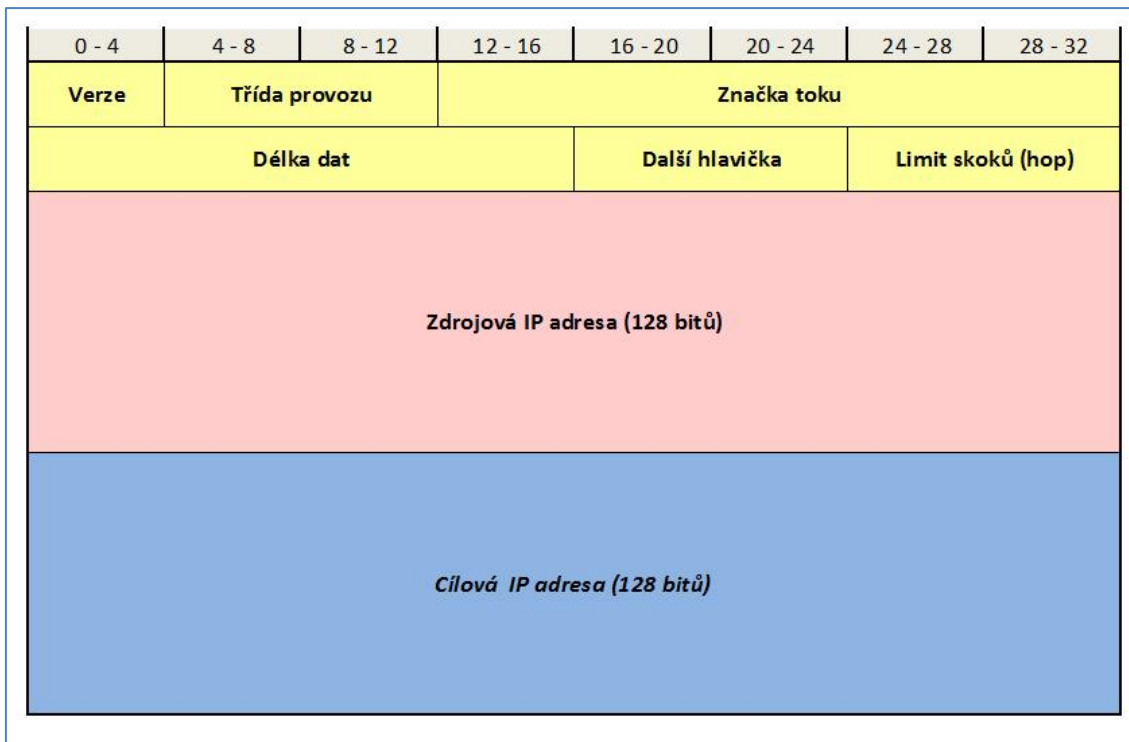 0 - 4 4 - 8 8 - 12 12 - 16 16 - 20 20 - 24 24 - 28 28 - 32
Verze Třída provozu Značka toku
Délka dat Další hlavička Limit skoků (hop)
Zdrojová IP adresa (128 bitů)
Cílová IP adresa (128 bitů)